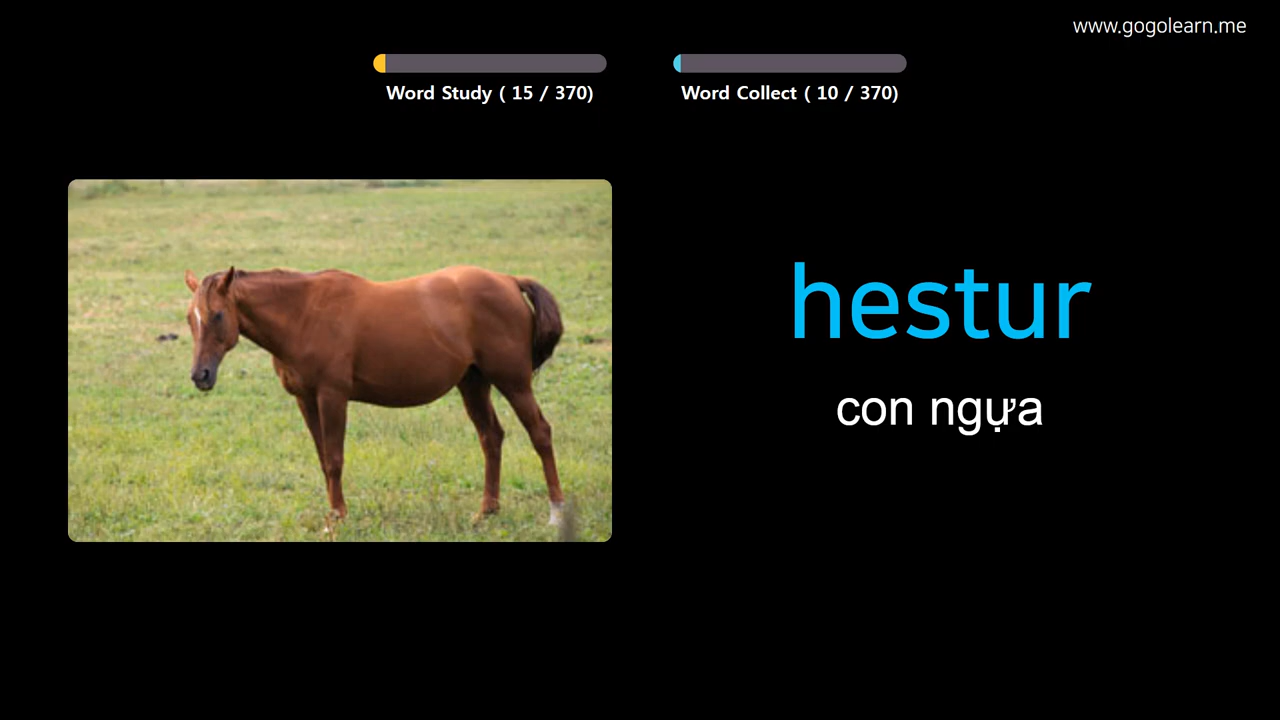 www.gogolearn.me
Word Study ( 15 / 370)
Word Collect ( 10 / 370)
hestur
con ngựa